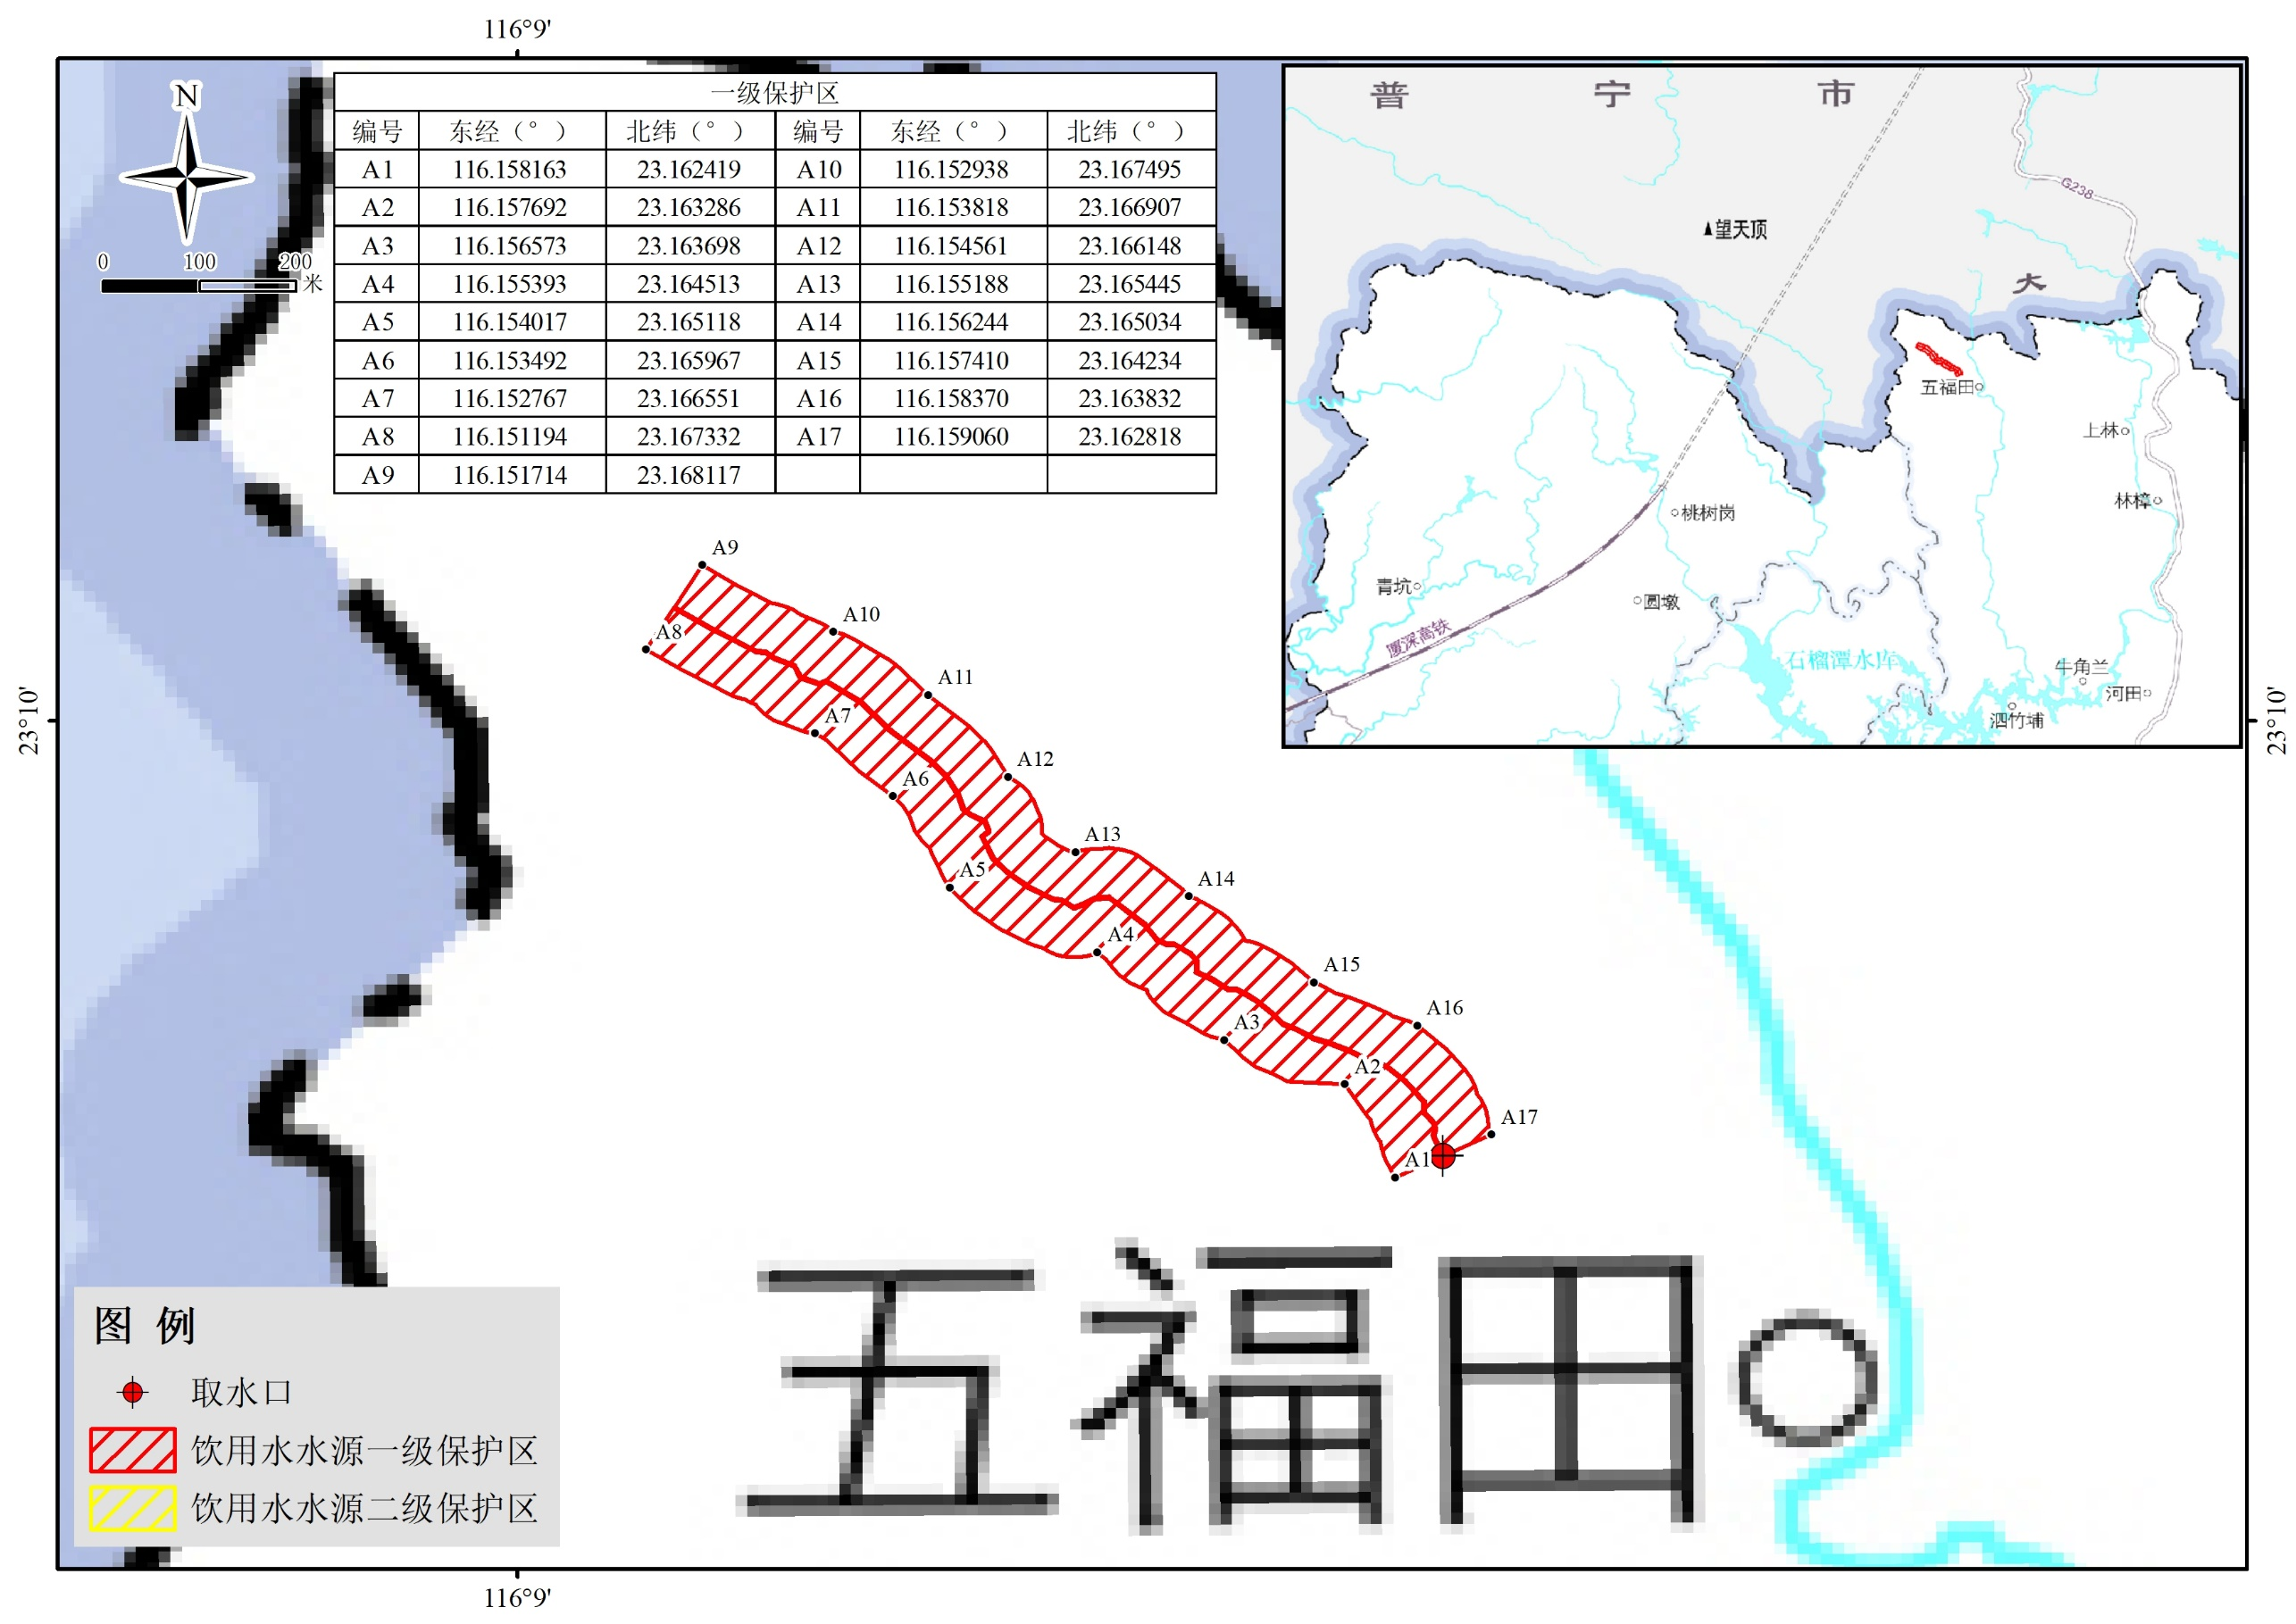 116°9'
N
0 100 200
米
一级保护区
编号 东经（°） 北纬（°） 编号 东经（°） 北纬（°）
A1 116.158163 23.162419 A10 116.152938 23.167495
A2 116.157692 23.163286 A11 116.153818 23.166907
A3 116.156573 23.163698 A12 116.154561 23.166148
A4 116.155393 23.164513 A13 116.155188 23.165445
A5 116.154017 23.165118 A14 116.156244 23.165034
A6 116.153492 23.165967 A15 116.157410 23.164234
A7 116.152767 23.166551 A16 116.158370 23.163832
A8 116.151194 23.167332 A17 116.159060 23.162818
A9 116.151714 23.168117
普宁市
G238
望天顶
大
五福田
上林
林樟
桃树岗
青坑
圆墩
厦深高铁
石榴潭水库
牛角兰
河田
泗竹埔
23°10'
23°10'
A9
A10
A8
A11
A7
A12
A6
A13
A5
A14
A4
A15
A16
A3
A2
A17
A1
五福田
图 例
取水口
饮用水水源一级保护区
饮用水水源二级保护区
116°9'